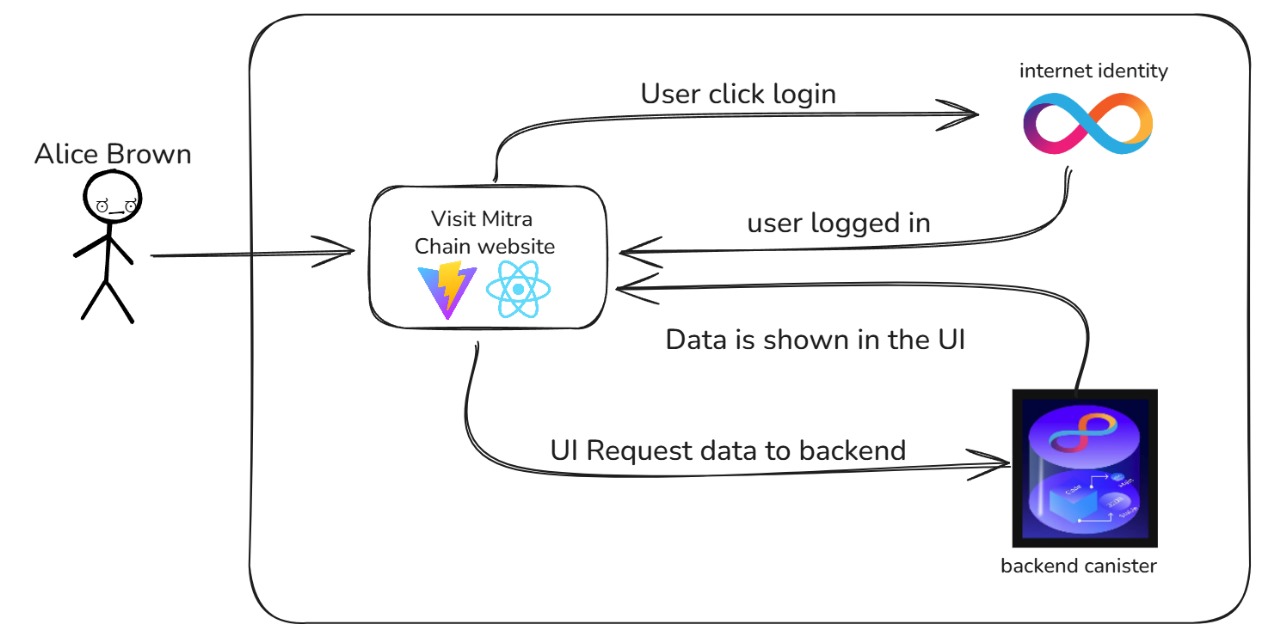 internet identity
User click login
Alice Brown
Visit Mitra
Chain website
user logged in
Data is shown in the UI
UI Request data to backend
backend canister